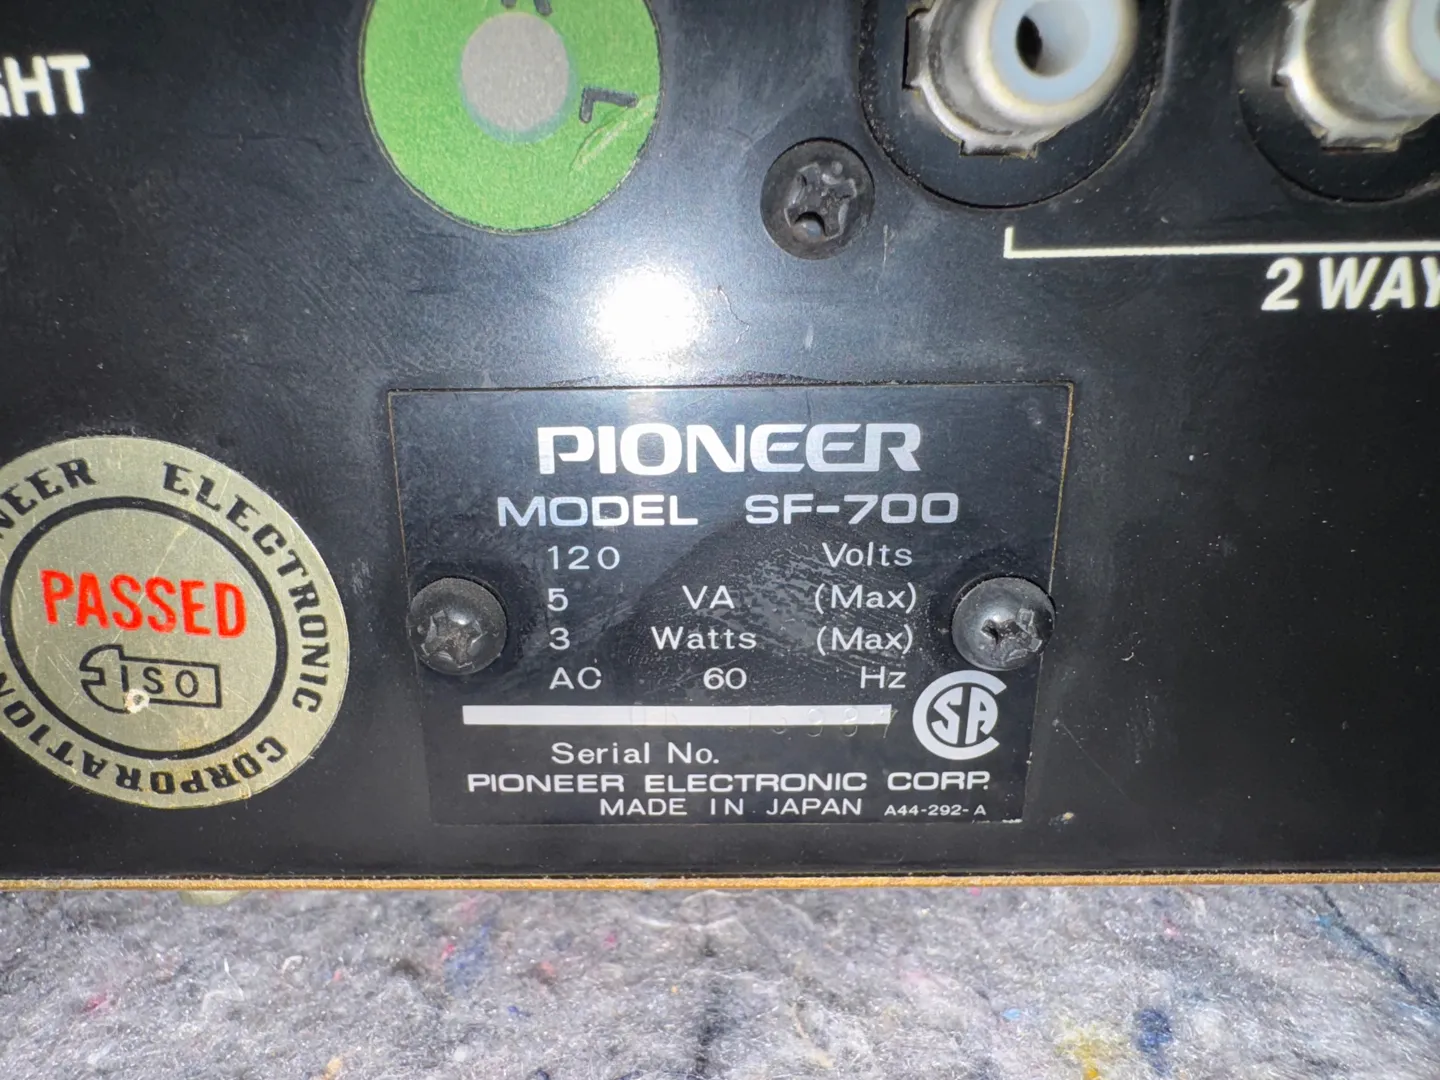 L
2 WAY
PIONEER
MODEL SF-700
120 Volts
5 VA (Max)
3 Watts (Max)
AC 60 Hz
CSA
Serial No.
PIONEER ELECTRONIC CORP.
MADE IN JAPAN A44-292-A
ELECTRONIC CORPORATION
PASSED
ISO